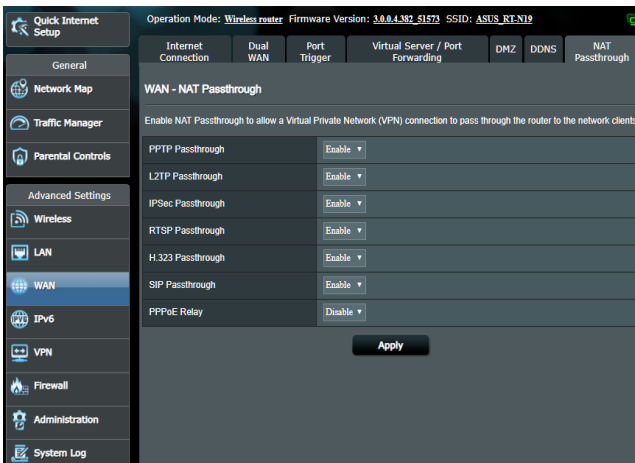 Quick Internet
Setup
General
Network Map
Traffic Manager
Parental Controls
Advanced Settings
Wireless
LAN
WAN
IPv6
VPN
Firewall
Administration
System Log
Operation Mode: Wireless router Firmware Version: 3.0.0.4.382_51573 SSID: ASUS_RT-N19
Internet
Connection
Dual
WAN
Port
Trigger
Virtual Server / Port
Forwarding
DMZ
DDNS
NAT
Passthrough
WAN - NAT Passthrough
Enable NAT Passthrough to allow a Virtual Private Network (VPN) connection to pass through the router to the network clients
PPTP Passthrough Enable
L2TP Passthrough Enable
IPSec Passthrough Enable
RTSP Passthrough Enable
H.323 Passthrough Enable
SIP Passthrough Enable
PPPoE Relay Disable
Apply